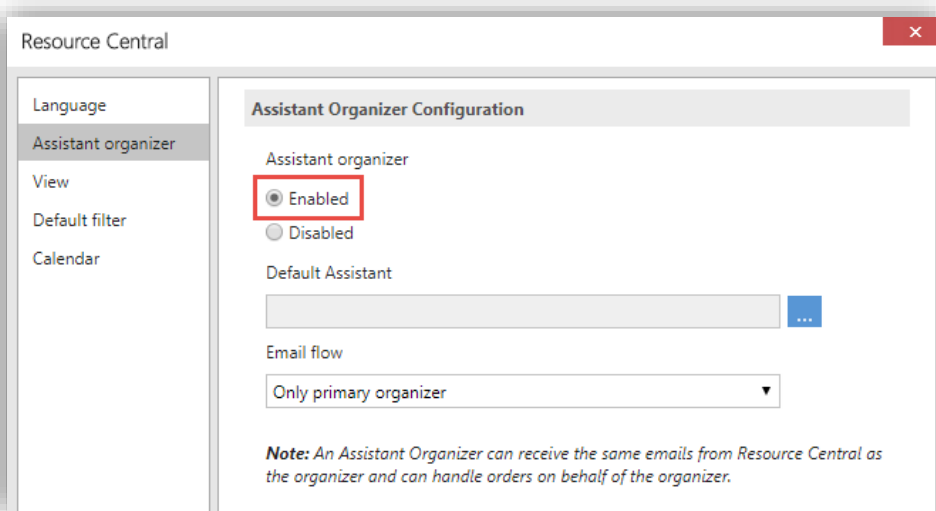 Resource Central
Language
Assistant organizer
View
Default filter
Calendar
Assistant Organizer Configuration
Assistant organizer
Enabled
Disabled
Default Assistant
...
Email flow
Only primary organizer
Note: An Assistant Organizer can receive the same emails from Resource Central as
the organizer and can handle orders on behalf of the organizer.